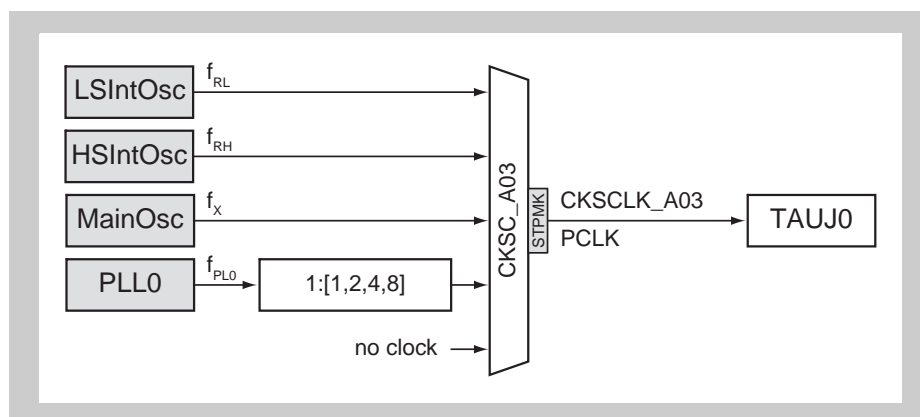 LSIntOsc
fRL
HSIntOsc
fRH
MainOsc
fX
PLL0
fPL0
1:[1,2,4,8]
no clock
CKSC_A03
STPMK
CKSCLK_A03
PCLK
TAUJ0